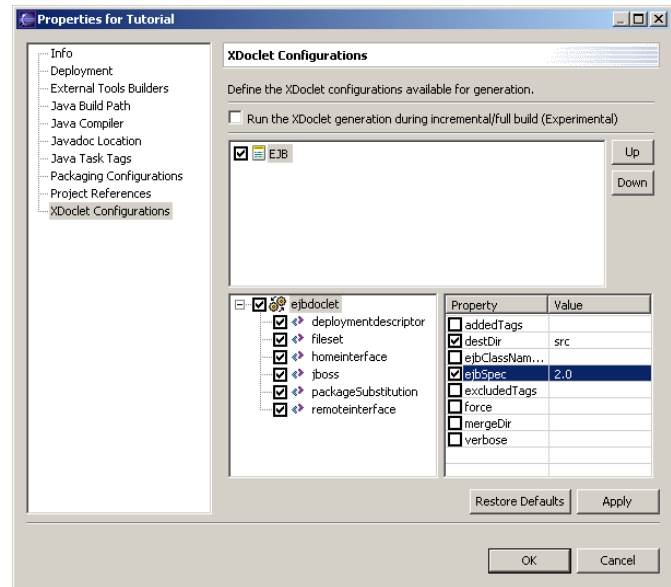 Properties for Tutorial
Info
Deployment
External Tools Builders
Java Build Path
Java Compiler
Javadoc Location
Java Task Tags
Packaging Configurations
Project References
XDoclet Configurations
XDoclet Configurations
Define the XDoclet configurations available for generation.
Run the XDoclet generation during incremental/full build (Experimental)
EJB
Up
Down
ejbdoclet
deploymentdescriptor
fileset
homeinterface
jboss
packageSubstitution
remoteinterface
Property Value
addedTags
destDir src
ejbClassNam...
ejbSpec 2.0
excludedTags
force
mergeDir
verbose
Restore Defaults Apply
OK Cancel